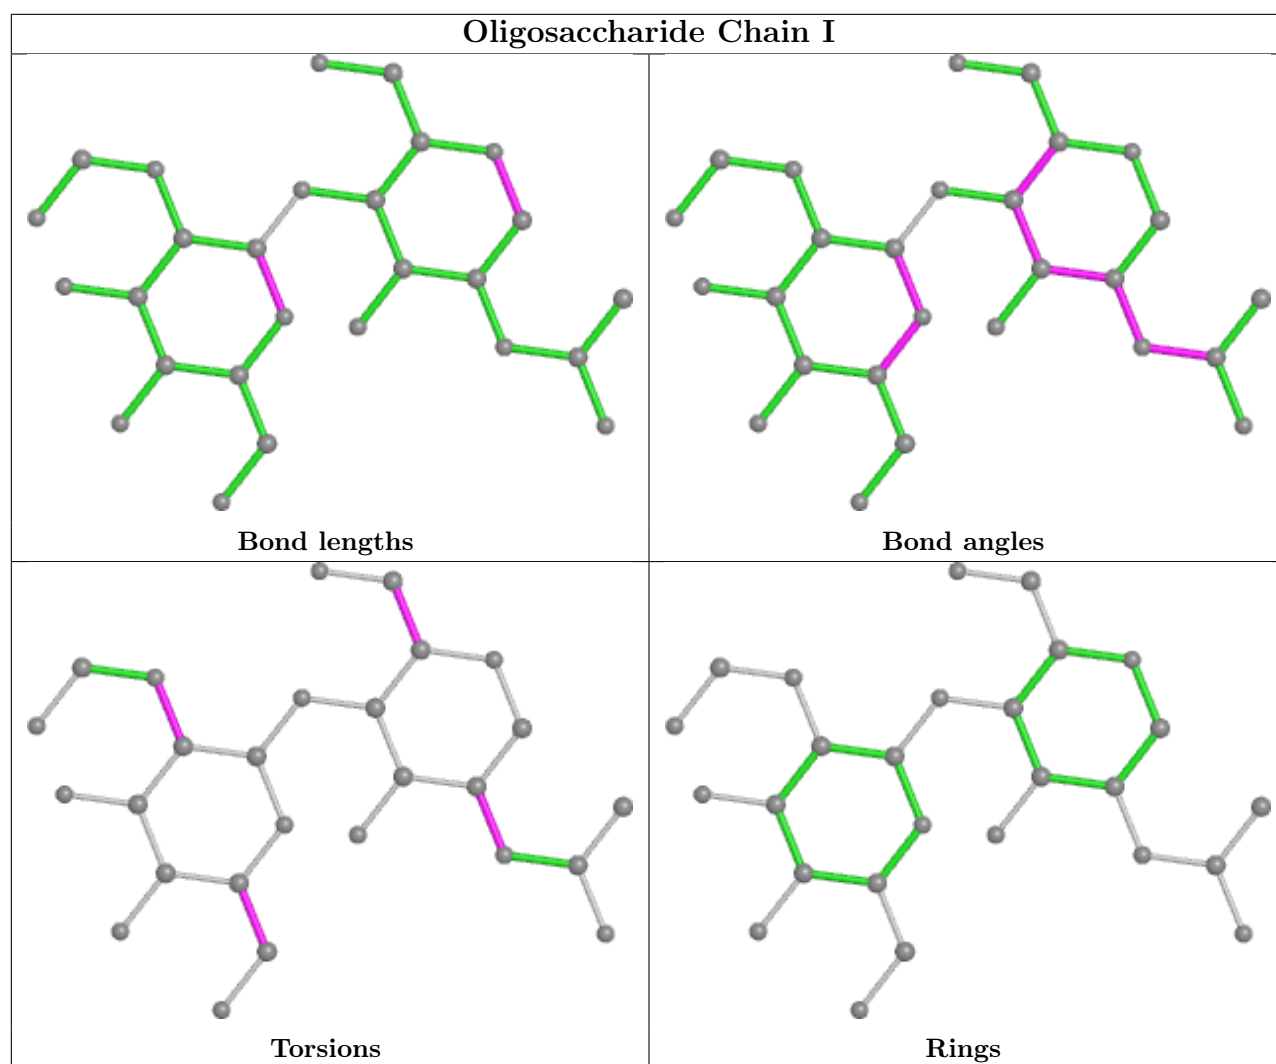 Oligosaccharide Chain I
Bond lengths
Bond angles
Torsions
Rings